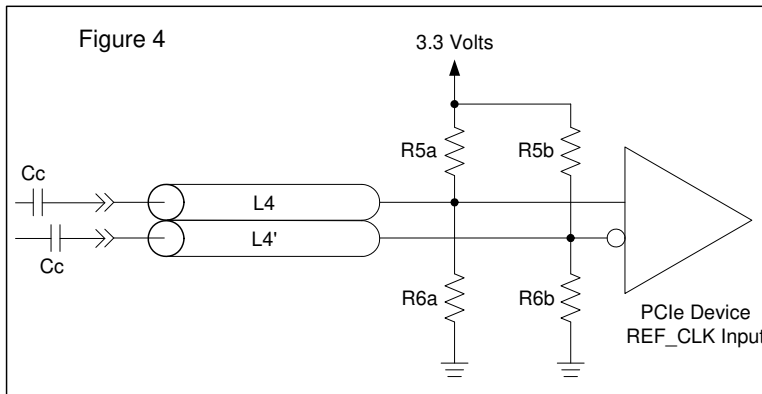 Figure 4
3.3 Volts
R5a
R5b
Cc
L4
L4'
Cc
R6a
R6b
PCIe Device
REF_CLK Input